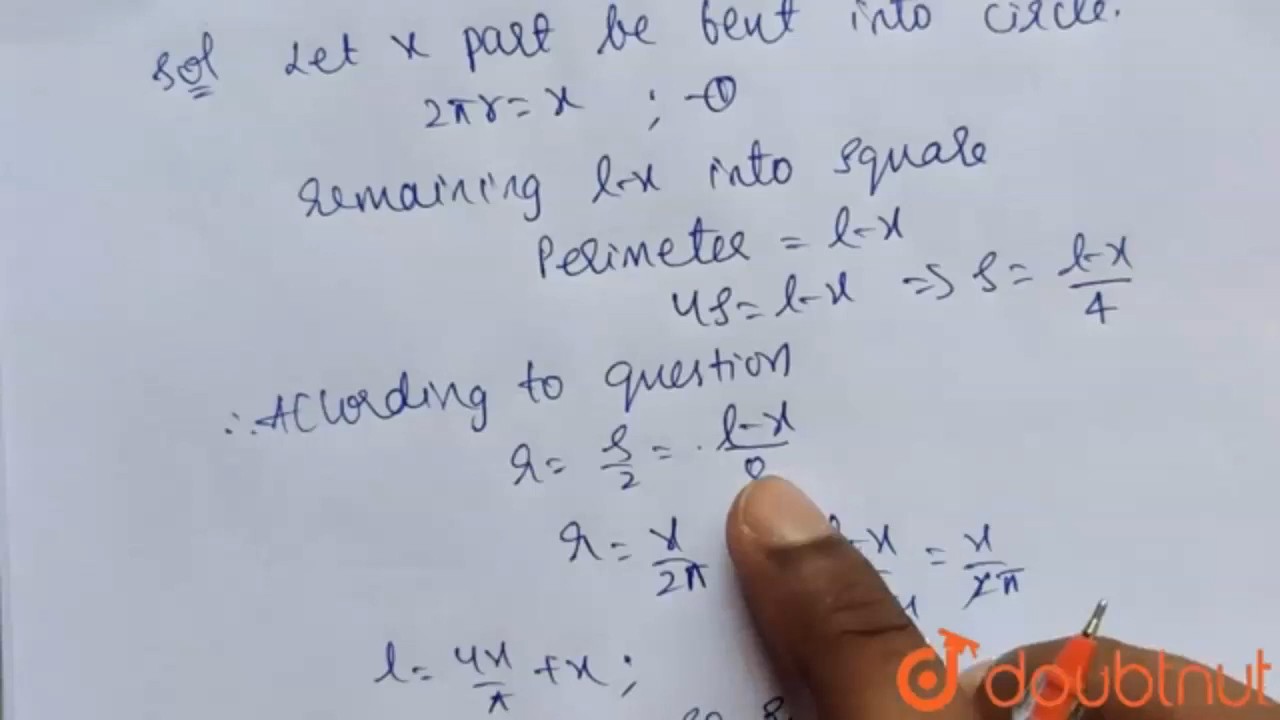 Sol Let x part be bent into circle.
2πr = x ; -①
Remaining l-x into square
Perimeter = l-x
4s = l-x => s = l-x/4
∴ According to question
r = s/2 = l-x/8
r = x/2π l-x = x/2π
l = 4x/π + x ;
doubtnut